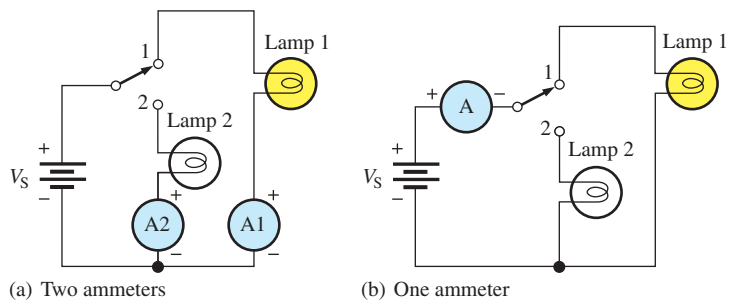 Lamp 1
1
2
Lamp 2
+
VS
−
+
A2
−
+
A1
−
(a) Two ammeters
Lamp 1
1
+
A
−
2
Lamp 2
+
VS
−
(b) One ammeter